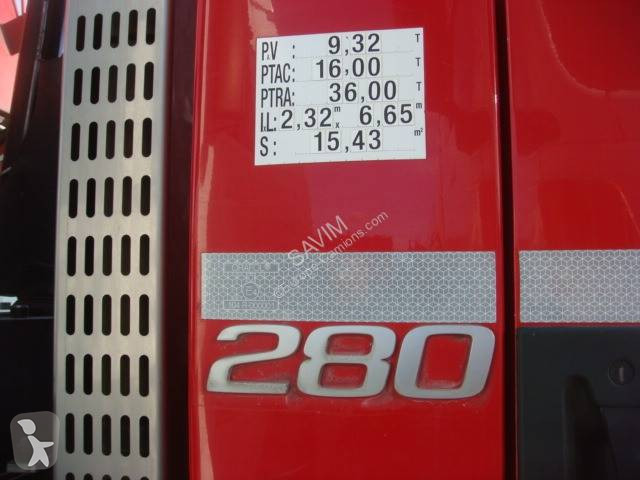 P.V : 9,32 T
PTAC: 16,00 T
PTRA: 36,00 T
I.L: 2,32 m x 6,65 m
S : 15,43 m²
SAVIM
280